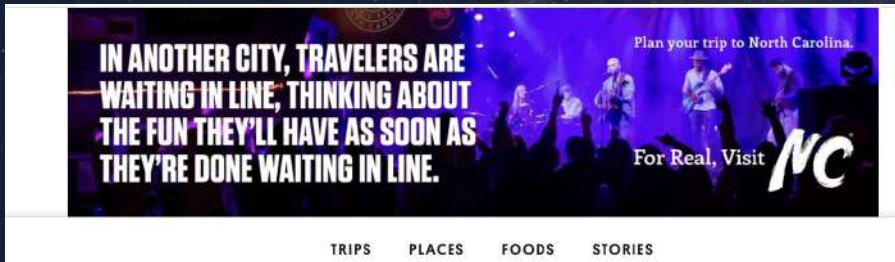 IN ANOTHER CITY, TRAVELERS ARE
WAITING IN LINE, THINKING ABOUT
THE FUN THEY'LL HAVE AS SOON AS
THEY'RE DONE WAITING IN LINE.
Plan your trip to North Carolina.
For Real, Visit NC
TRIPS PLACES FOODS STORIES